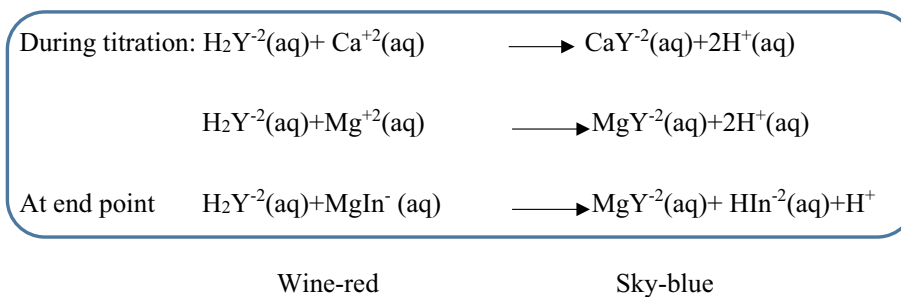 During titration: H₂Y⁻²(aq)+ Ca⁺²(aq) ⟶ CaY⁻²(aq)+2H⁺(aq)
H₂Y⁻²(aq)+Mg⁺²(aq) ⟶ MgY⁻²(aq)+2H⁺(aq)
At end point H₂Y⁻²(aq)+MgIn⁻ (aq) ⟶ MgY⁻²(aq)+ HIn⁻²(aq)+H⁺
Wine-red Sky-blue